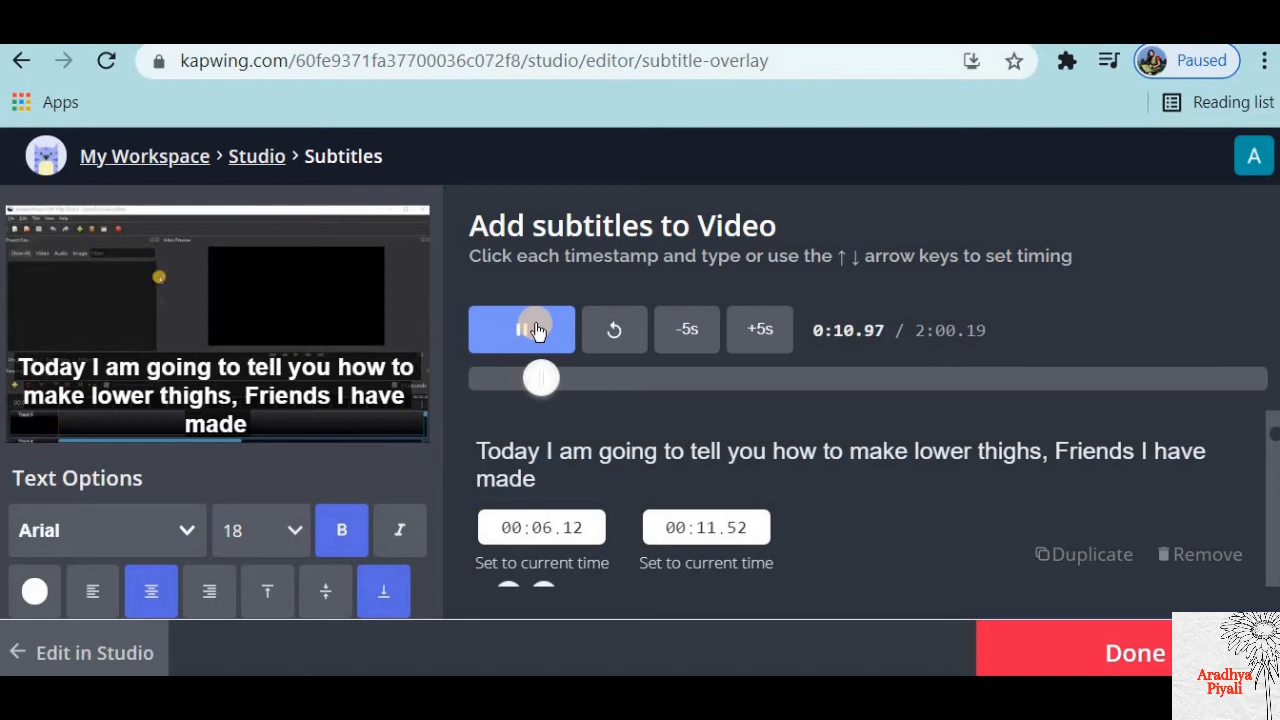 kapwing.com/60fe9371fa37700036c072f8/studio/editor/subtitle-overlay
Paused
Apps
Reading list
My Workspace > Studio > Subtitles
A
Today I am going to tell you how to
make lower thighs, Friends I have
made
Text Options
Arial
18
B
I
Add subtitles to Video
Click each timestamp and type or use the ↑ ↓ arrow keys to set timing
-5s
+5s
0:10.97 / 2:00.19
Today I am going to tell you how to make lower thighs, Friends I have
made
00:06.12
00:11.52
Set to current time
Set to current time
Duplicate
Remove
Edit in Studio
Done
Aradhya
Piyali